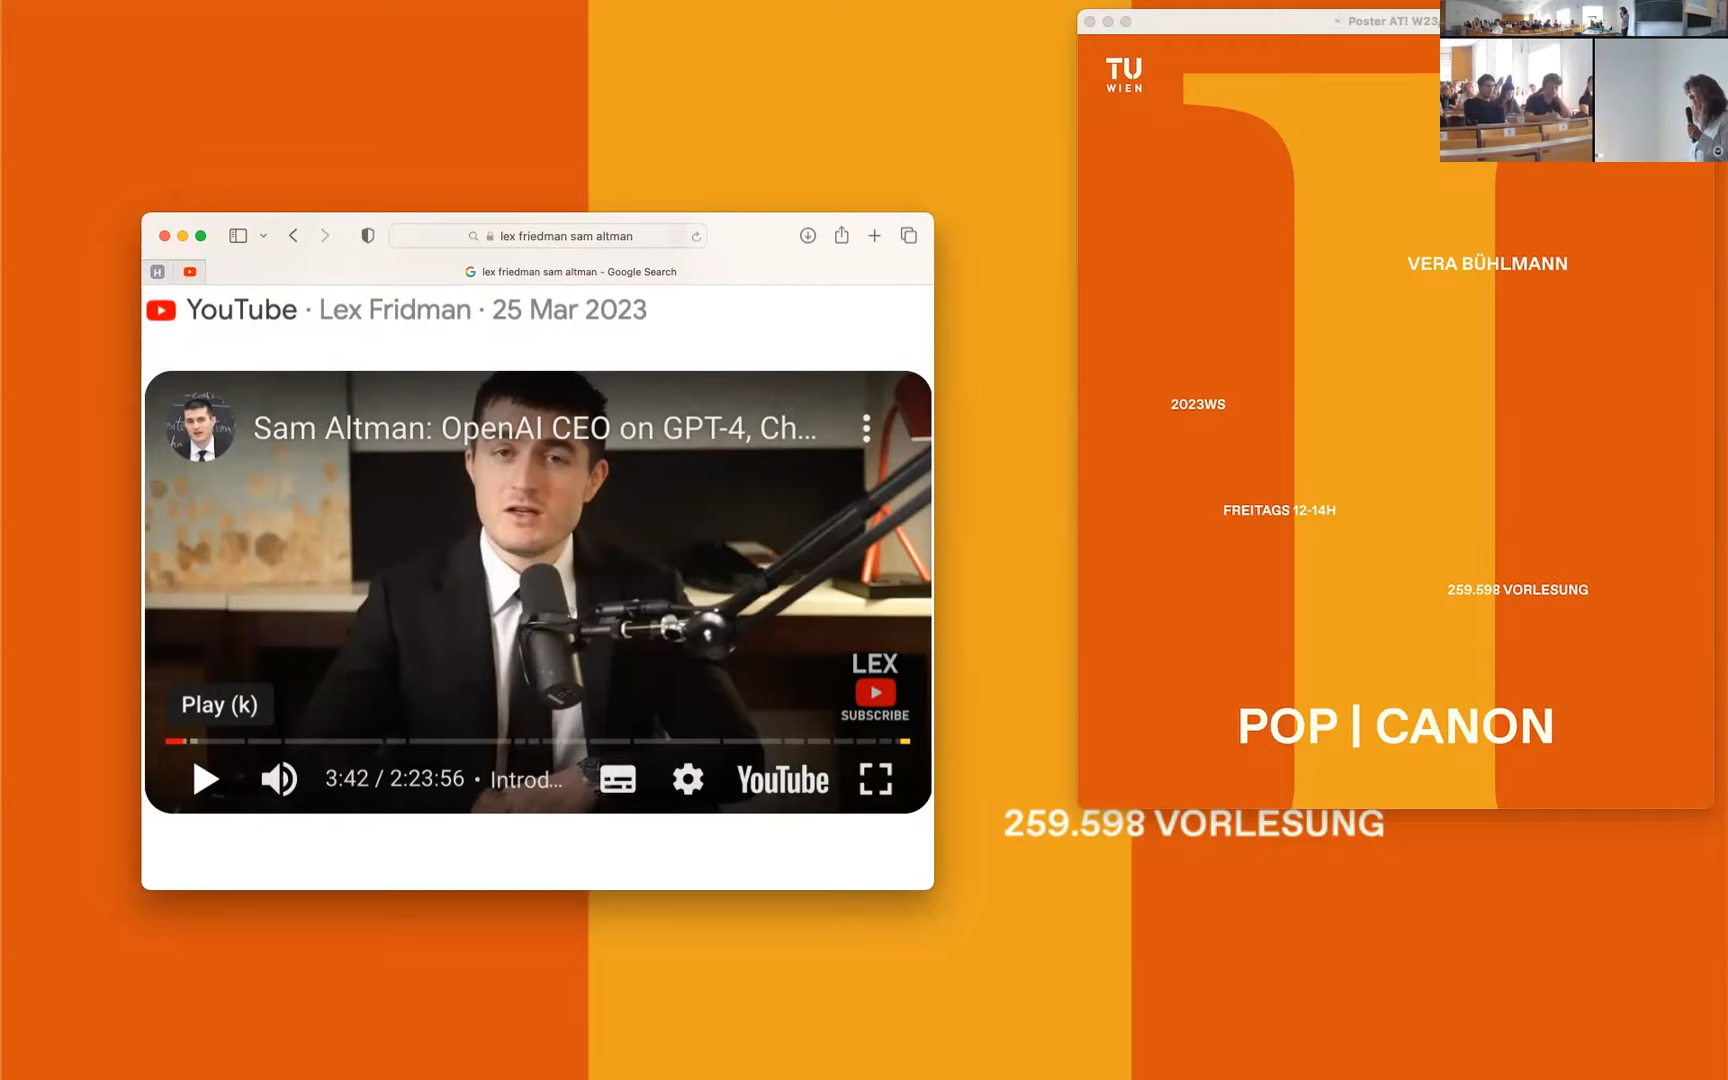 lex friedman sam altman
H
lex friedman sam altman - Google Search
YouTube · Lex Fridman · 25 Mar 2023
Sam Altman: OpenAI CEO on GPT-4, Ch...
LEX
SUBSCRIBE
Play (k)
3:42 / 2:23:56 • Introd...
YouTube
Poster AT! W23
TU
WIEN
VERA BÜHLMANN
2023WS
FREITAGS 12-14H
259.598 VORLESUNG
POP | CANON
259.598 VORLESUNG